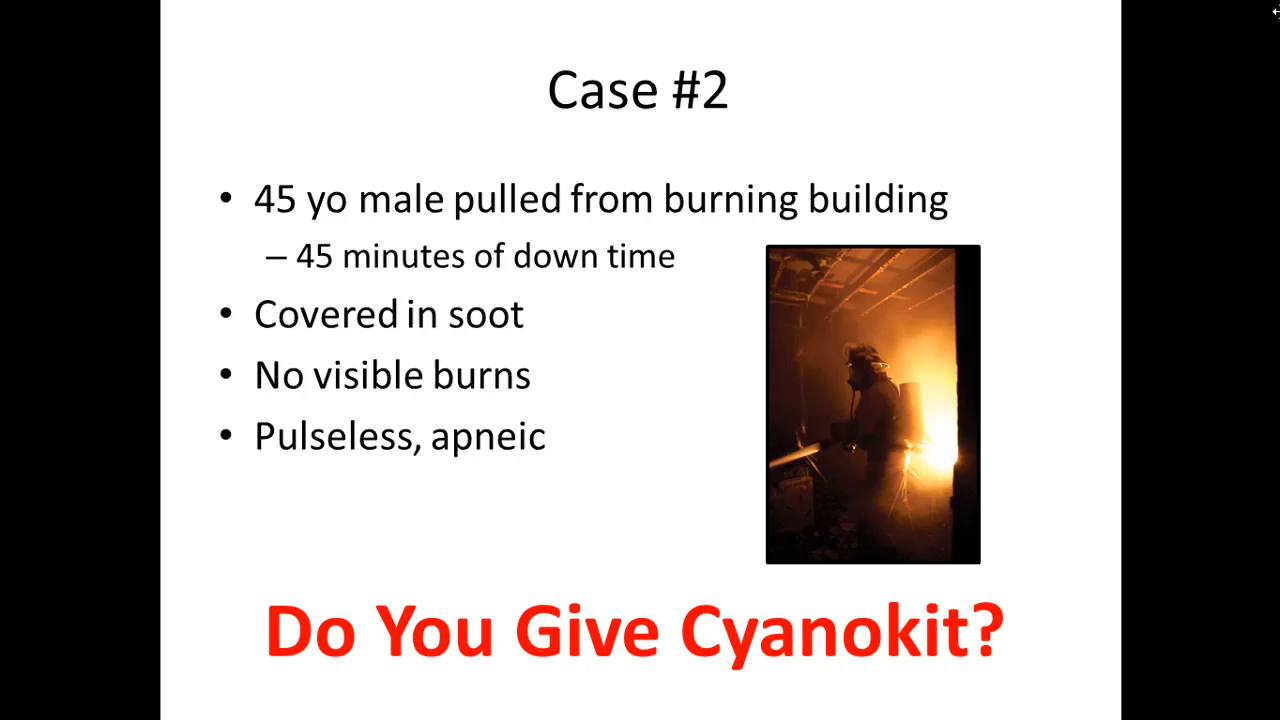 Case #2
• 45 yo male pulled from burning building
– 45 minutes of down time
• Covered in soot
• No visible burns
• Pulseless, apneic
Do You Give Cyanokit?